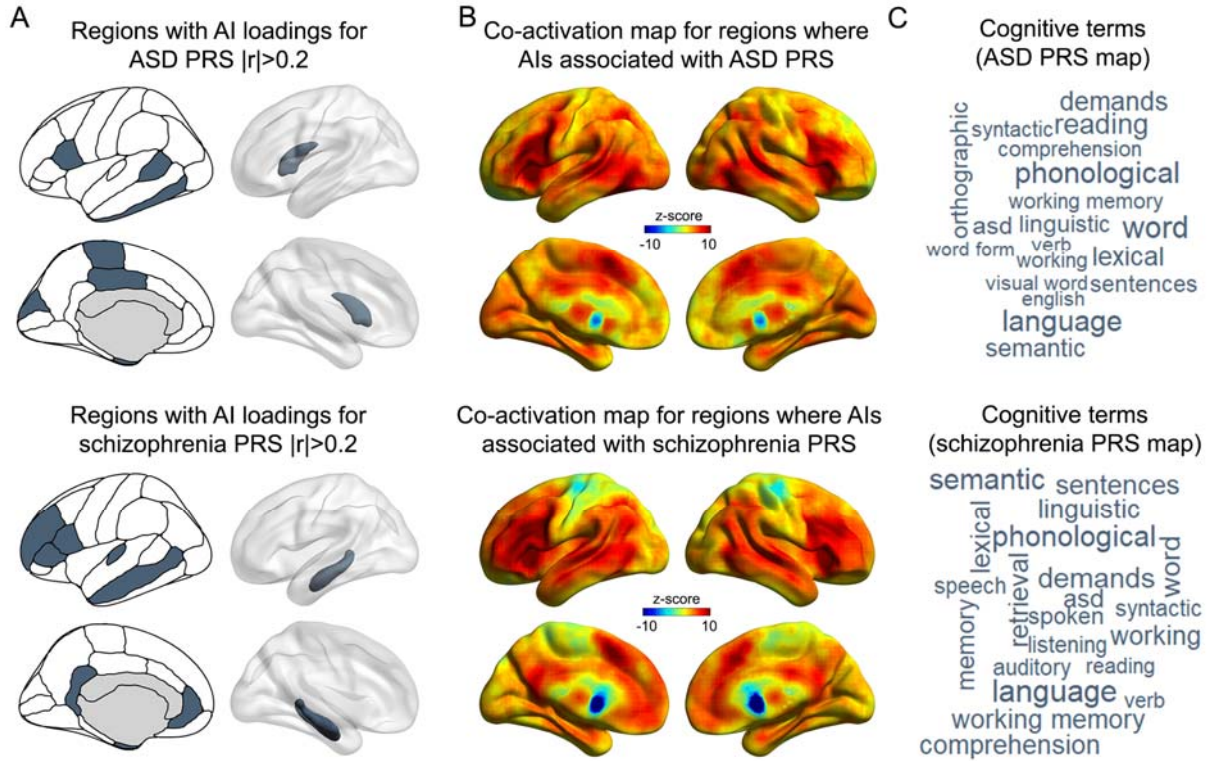 A
Regions with AI loadings for
ASD PRS |r|>0.2
B
Co-activation map for regions where
AIs associated with ASD PRS
z-score
-10 10
C
Cognitive terms
(ASD PRS map)
demands
orthographic
syntactic reading
comprehension
phonological
working memory
asd linguistic word
word form verb
working lexical
visual word sentences
english
language
semantic
Regions with AI loadings for
schizophrenia PRS |r|>0.2
Co-activation map for regions where AIs
associated with schizophrenia PRS
z-score
-10 10
Cognitive terms
(schizophrenia PRS map)
semantic sentences
linguistic
lexical
phonological
word
speech
retrieval
demands
asd
memory
spoken syntactic
listening working
auditory reading
language verb
working memory
comprehension